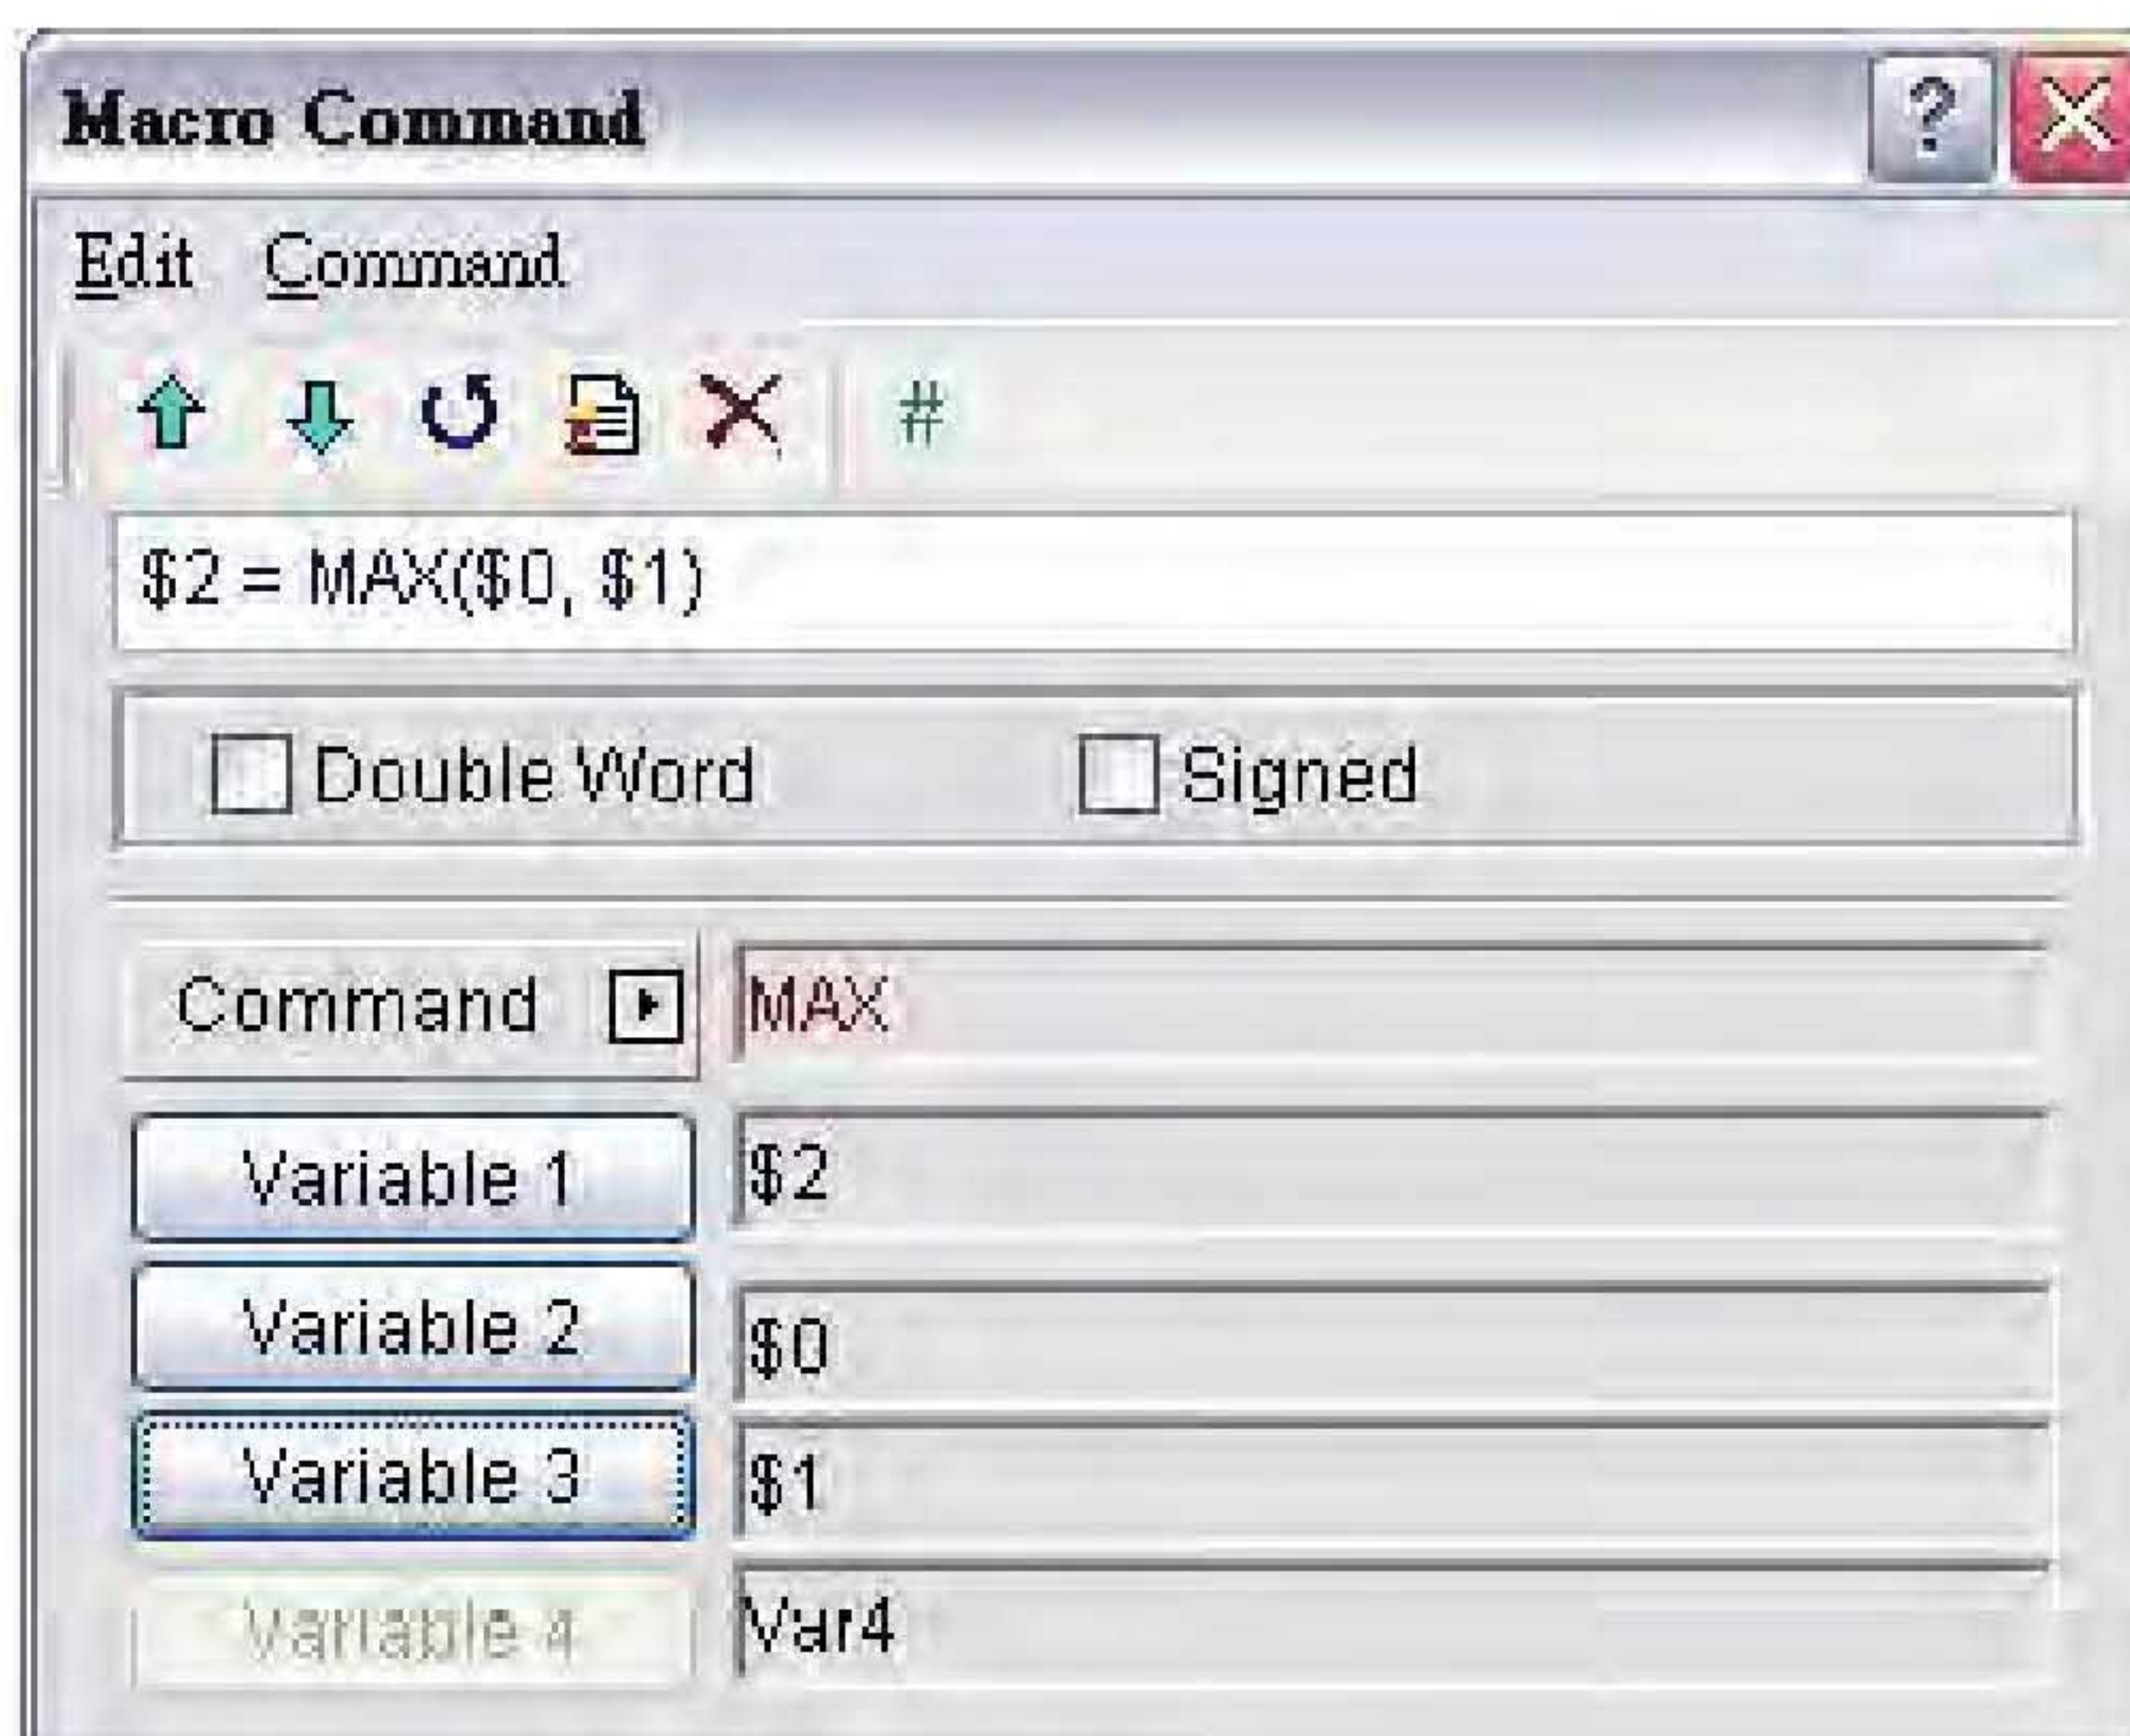 Macro Command ?
Edit Command
#
$2 = MAX($0, $1)
Double Word Signed
Command MAX
Variable 1 $2
Variable 2 $0
Variable 3 $1
Variable 4 Var4